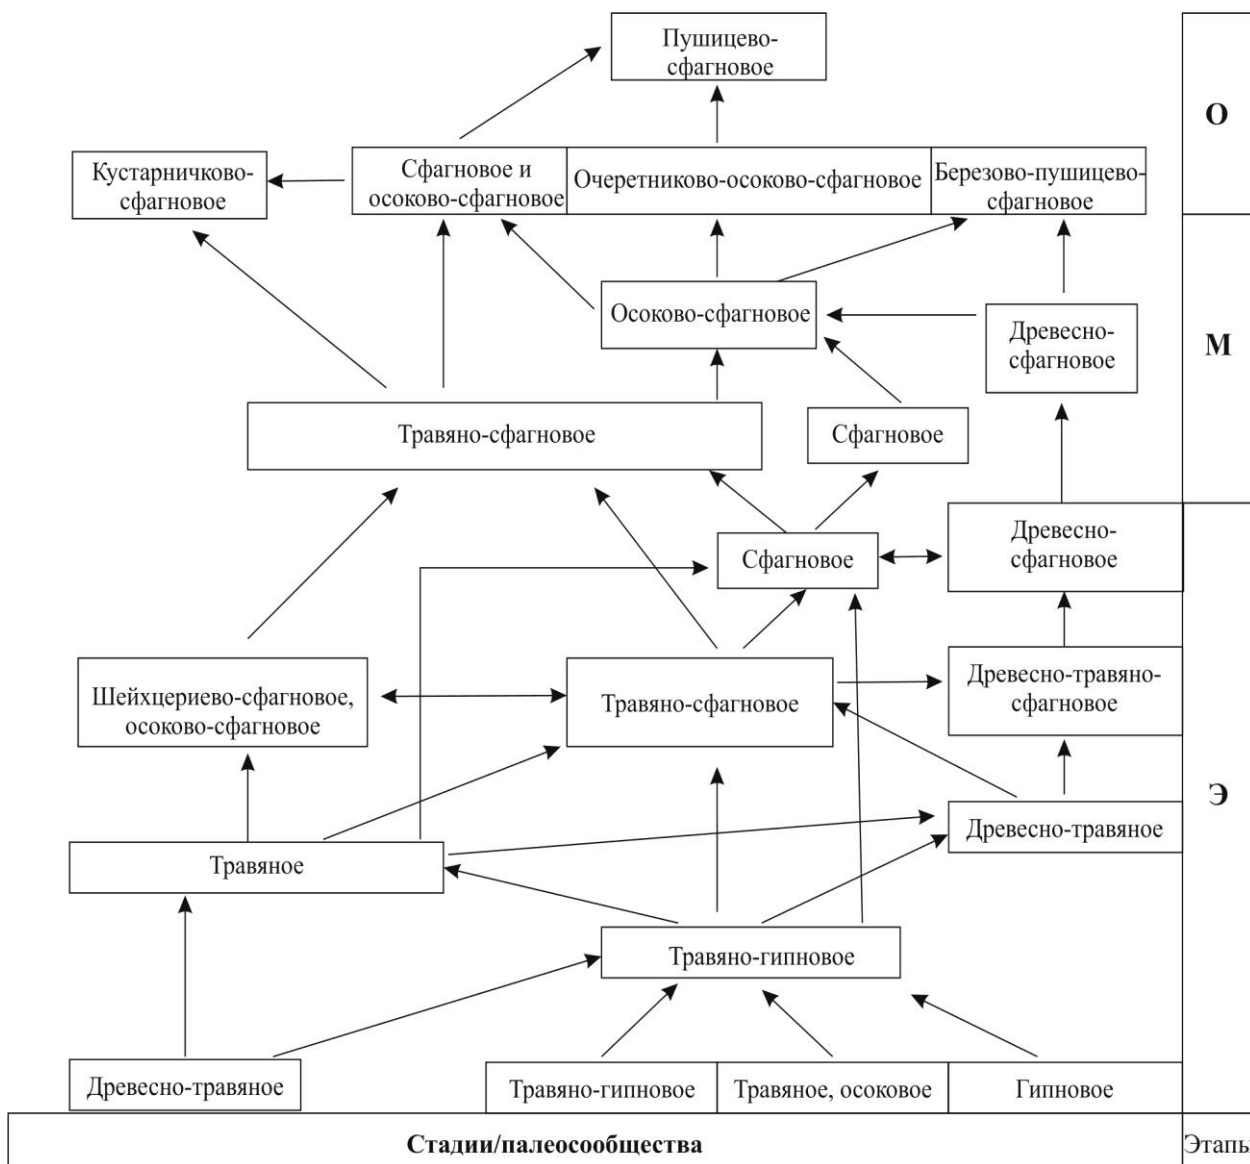 Пушицево-
сфагновое
О
Кустарничково-
сфагновое
Сфагновое и
осоково-сфагновое
Очеретниково-осоково-сфагновое
Березово-пушицево-
сфагновое
Осоково-сфагновое
Древесно-
сфагновое
М
Травяно-сфагновое
Сфагновое
Сфагновое
Древесно-
сфагновое
Шейхцериево-сфагновое,
осоково-сфагновое
Травяно-сфагновое
Древесно-травяно-
сфагновое
Э
Травяное
Древесно-травяное
Травяно-гипновое
Древесно-травяное
Травяно-гипновое
Травяное, осоковое
Гипновое
Стадии/палеосообщества
Этапы